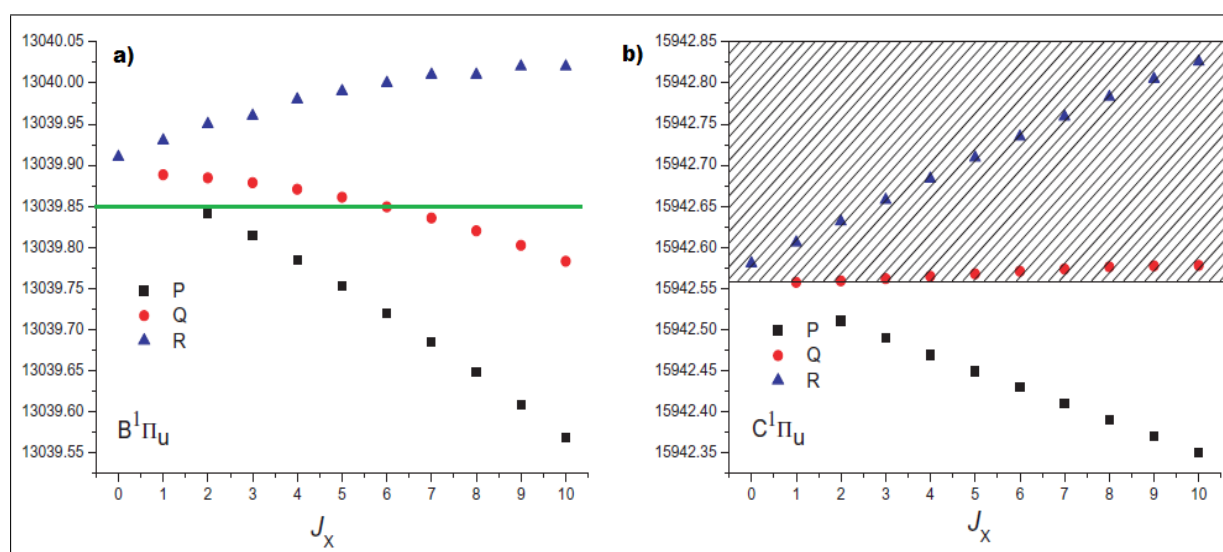 a)
13040.05
13040.00
13039.95
13039.90
13039.85
13039.80
13039.75
13039.70
13039.65
13039.60
13039.55
P
Q
R
B¹Πu
0 1 2 3 4 5 6 7 8 9 10
JX
b)
15942.85
15942.80
15942.75
15942.70
15942.65
15942.60
15942.55
15942.50
15942.45
15942.40
15942.35
P
Q
R
C¹Πu
0 1 2 3 4 5 6 7 8 9 10
JX